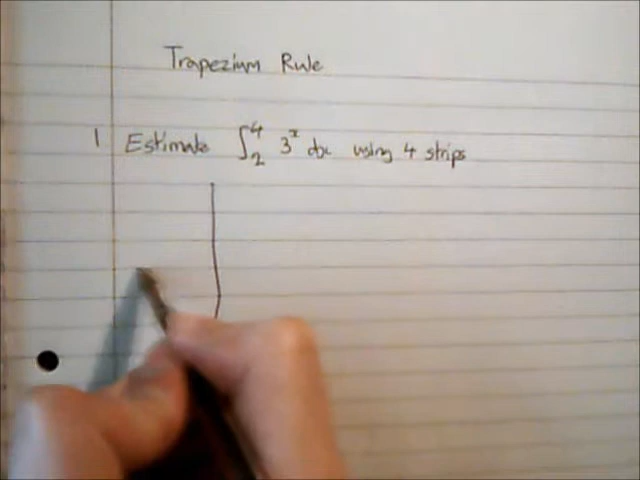 Trapezium Rule
1 Estimate ∫₂⁴ 3ˣ dx using 4 strips